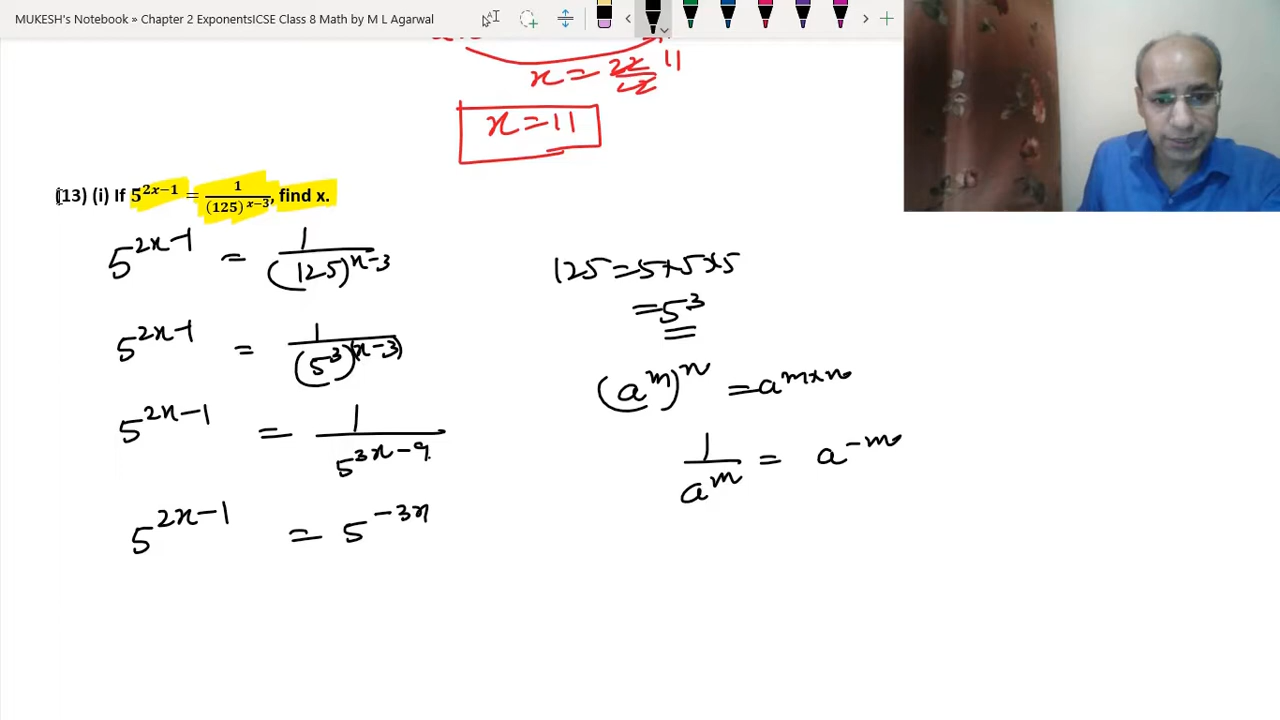 MUKESH's Notebook » Chapter 2 ExponentsICSE Class 8 Math by M L Agarwal
x = 22/2 11
x = 11
(13) (i) If 5^{2x−1} = 1/(125)^{x−3}, find x.
5^{2x−1} = 1/(125)^{x−3}
125 = 5×5×5
= 5^3
5^{2x−1} = 1/(5^3)^{(x−3)}
(a^m)^n = a^{m×n}
5^{2x−1} = 1/5^{3x−9}
1/a^m = a^{−m}
5^{2x−1} = 5^{−3x}